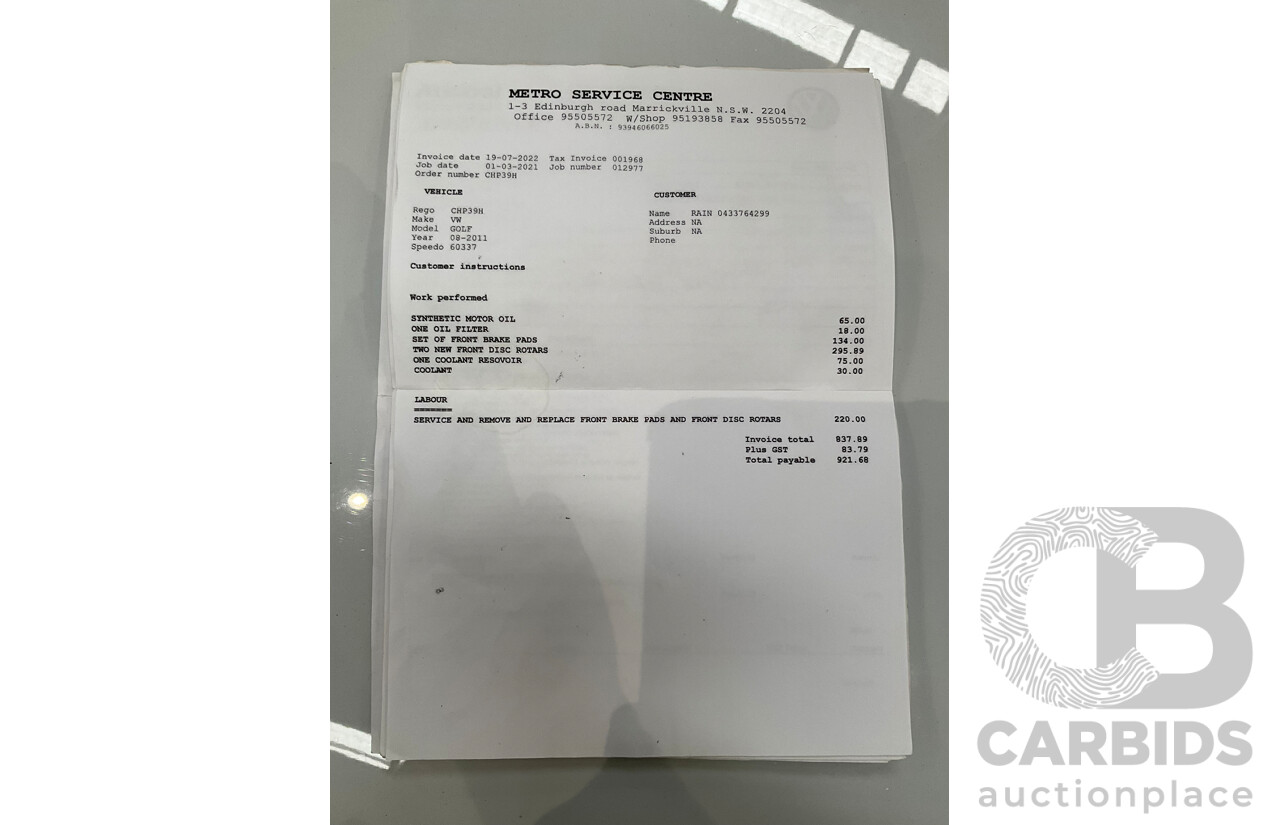 METRO SERVICE CENTRE
1-3 Edinburgh road Marrickville N.S.W. 2204
Office 95505572 W/Shop 95193858 Fax 95505572
A.B.N. : 93946066025
Invoice date 19-07-2022 Tax Invoice 001968
Job date 01-03-2021 Job number 012977
Order number CHP39H
VEHICLE
Rego CHP39H
Make VW
Model GOLF
Year 08-2011
Speedo 60337
CUSTOMER
Name RAIN 0433764299
Address NA
Suburb NA
Phone
Customer instructions
Work performed
SYNTHETIC MOTOR OIL 65.00
ONE OIL FILTER 18.00
SET OF FRONT BRAKE PADS 134.00
TWO NEW FRONT DISC ROTARS 295.89
ONE COOLANT RESOVOIR 75.00
COOLANT 30.00
LABOUR
=======
SERVICE AND REMOVE AND REPLACE FRONT BRAKE PADS AND FRONT DISC ROTARS 220.00
Invoice total 837.89
Plus GST 83.79
Total payable 921.68
CB
CARBIDS
auctionplace